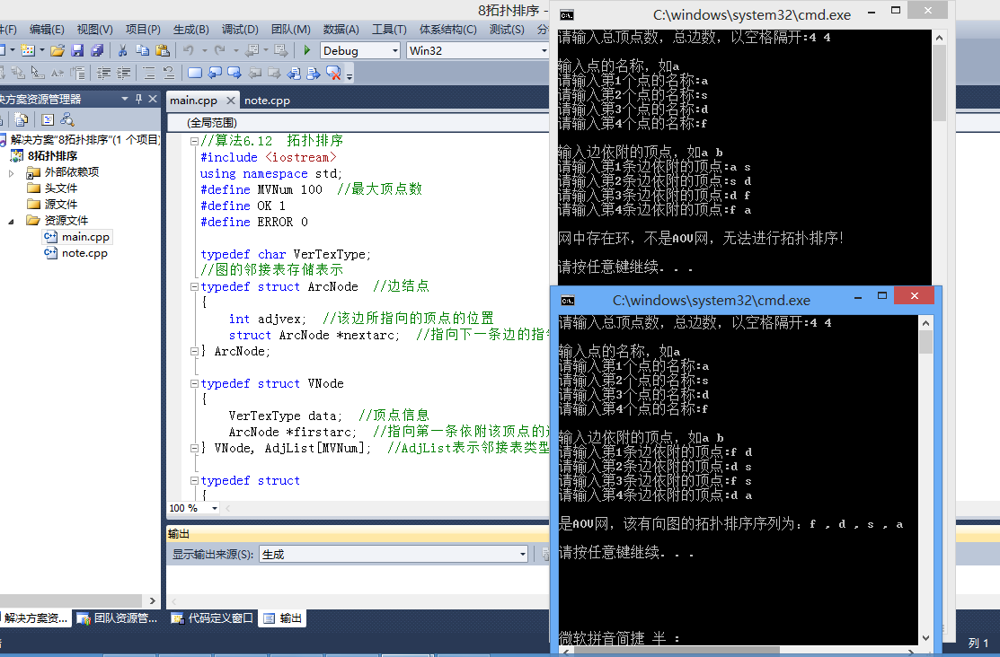 8拓扑排序 -
编辑(E) 视图(V) 项目(P) 生成(B) 调试(D) 团队(M) 数据(A) 工具(T) 体系结构(C) 测试(S)
Debug Win32
解决方案资源管理器
解决方案"8拓扑排序"(1 个项目)
8拓扑排序
外部依赖项
头文件
源文件
资源文件
main.cpp
note.cpp
main.cpp note.cpp
(全局范围)
//算法6.12 拓扑排序
#include <iostream>
using namespace std;
#define MVNum 100 //最大顶点数
#define OK 1
#define ERROR 0
typedef char VerTexType;
//图的邻接表存储表示
typedef struct ArcNode //边结点
{
int adjvex; //该边所指向的顶点的位置
struct ArcNode *nextarc; //指向下一条边的指针
} ArcNode;
typedef struct VNode
{
VerTexType data; //顶点信息
ArcNode *firstarc; //指向第一条依附该顶点的
} VNode, AdjList[MVNum]; //AdjList表示邻接表类型
typedef struct
{
100 %
输出
显示输出来源(S): 生成
解决方案资... 团队资源管... 代码定义窗口 输出
列 1
C:\windows\system32\cmd.exe
请输入总顶点数，总边数，以空格隔开:4 4
输入点的名称，如a
请输入第1个点的名称:a
请输入第2个点的名称:s
请输入第3个点的名称:d
请输入第4个点的名称:f
输入边依附的顶点，如a b
请输入第1条边依附的顶点:a s
请输入第2条边依附的顶点:s d
请输入第3条边依附的顶点:d f
请输入第4条边依附的顶点:f a
网中存在环，不是AOV网，无法进行拓扑排序!
请按任意键继续. . .
C:\windows\system32\cmd.exe
请输入总顶点数，总边数，以空格隔开:4 4
输入点的名称，如a
请输入第1个点的名称:a
请输入第2个点的名称:s
请输入第3个点的名称:d
请输入第4个点的名称:f
输入边依附的顶点，如a b
请输入第1条边依附的顶点:f d
请输入第2条边依附的顶点:d s
请输入第3条边依附的顶点:f s
请输入第4条边依附的顶点:d a
是AOV网，该有向图的拓扑排序序列为：f , d , s , a
请按任意键继续. . .
微软拼音简捷 半 :